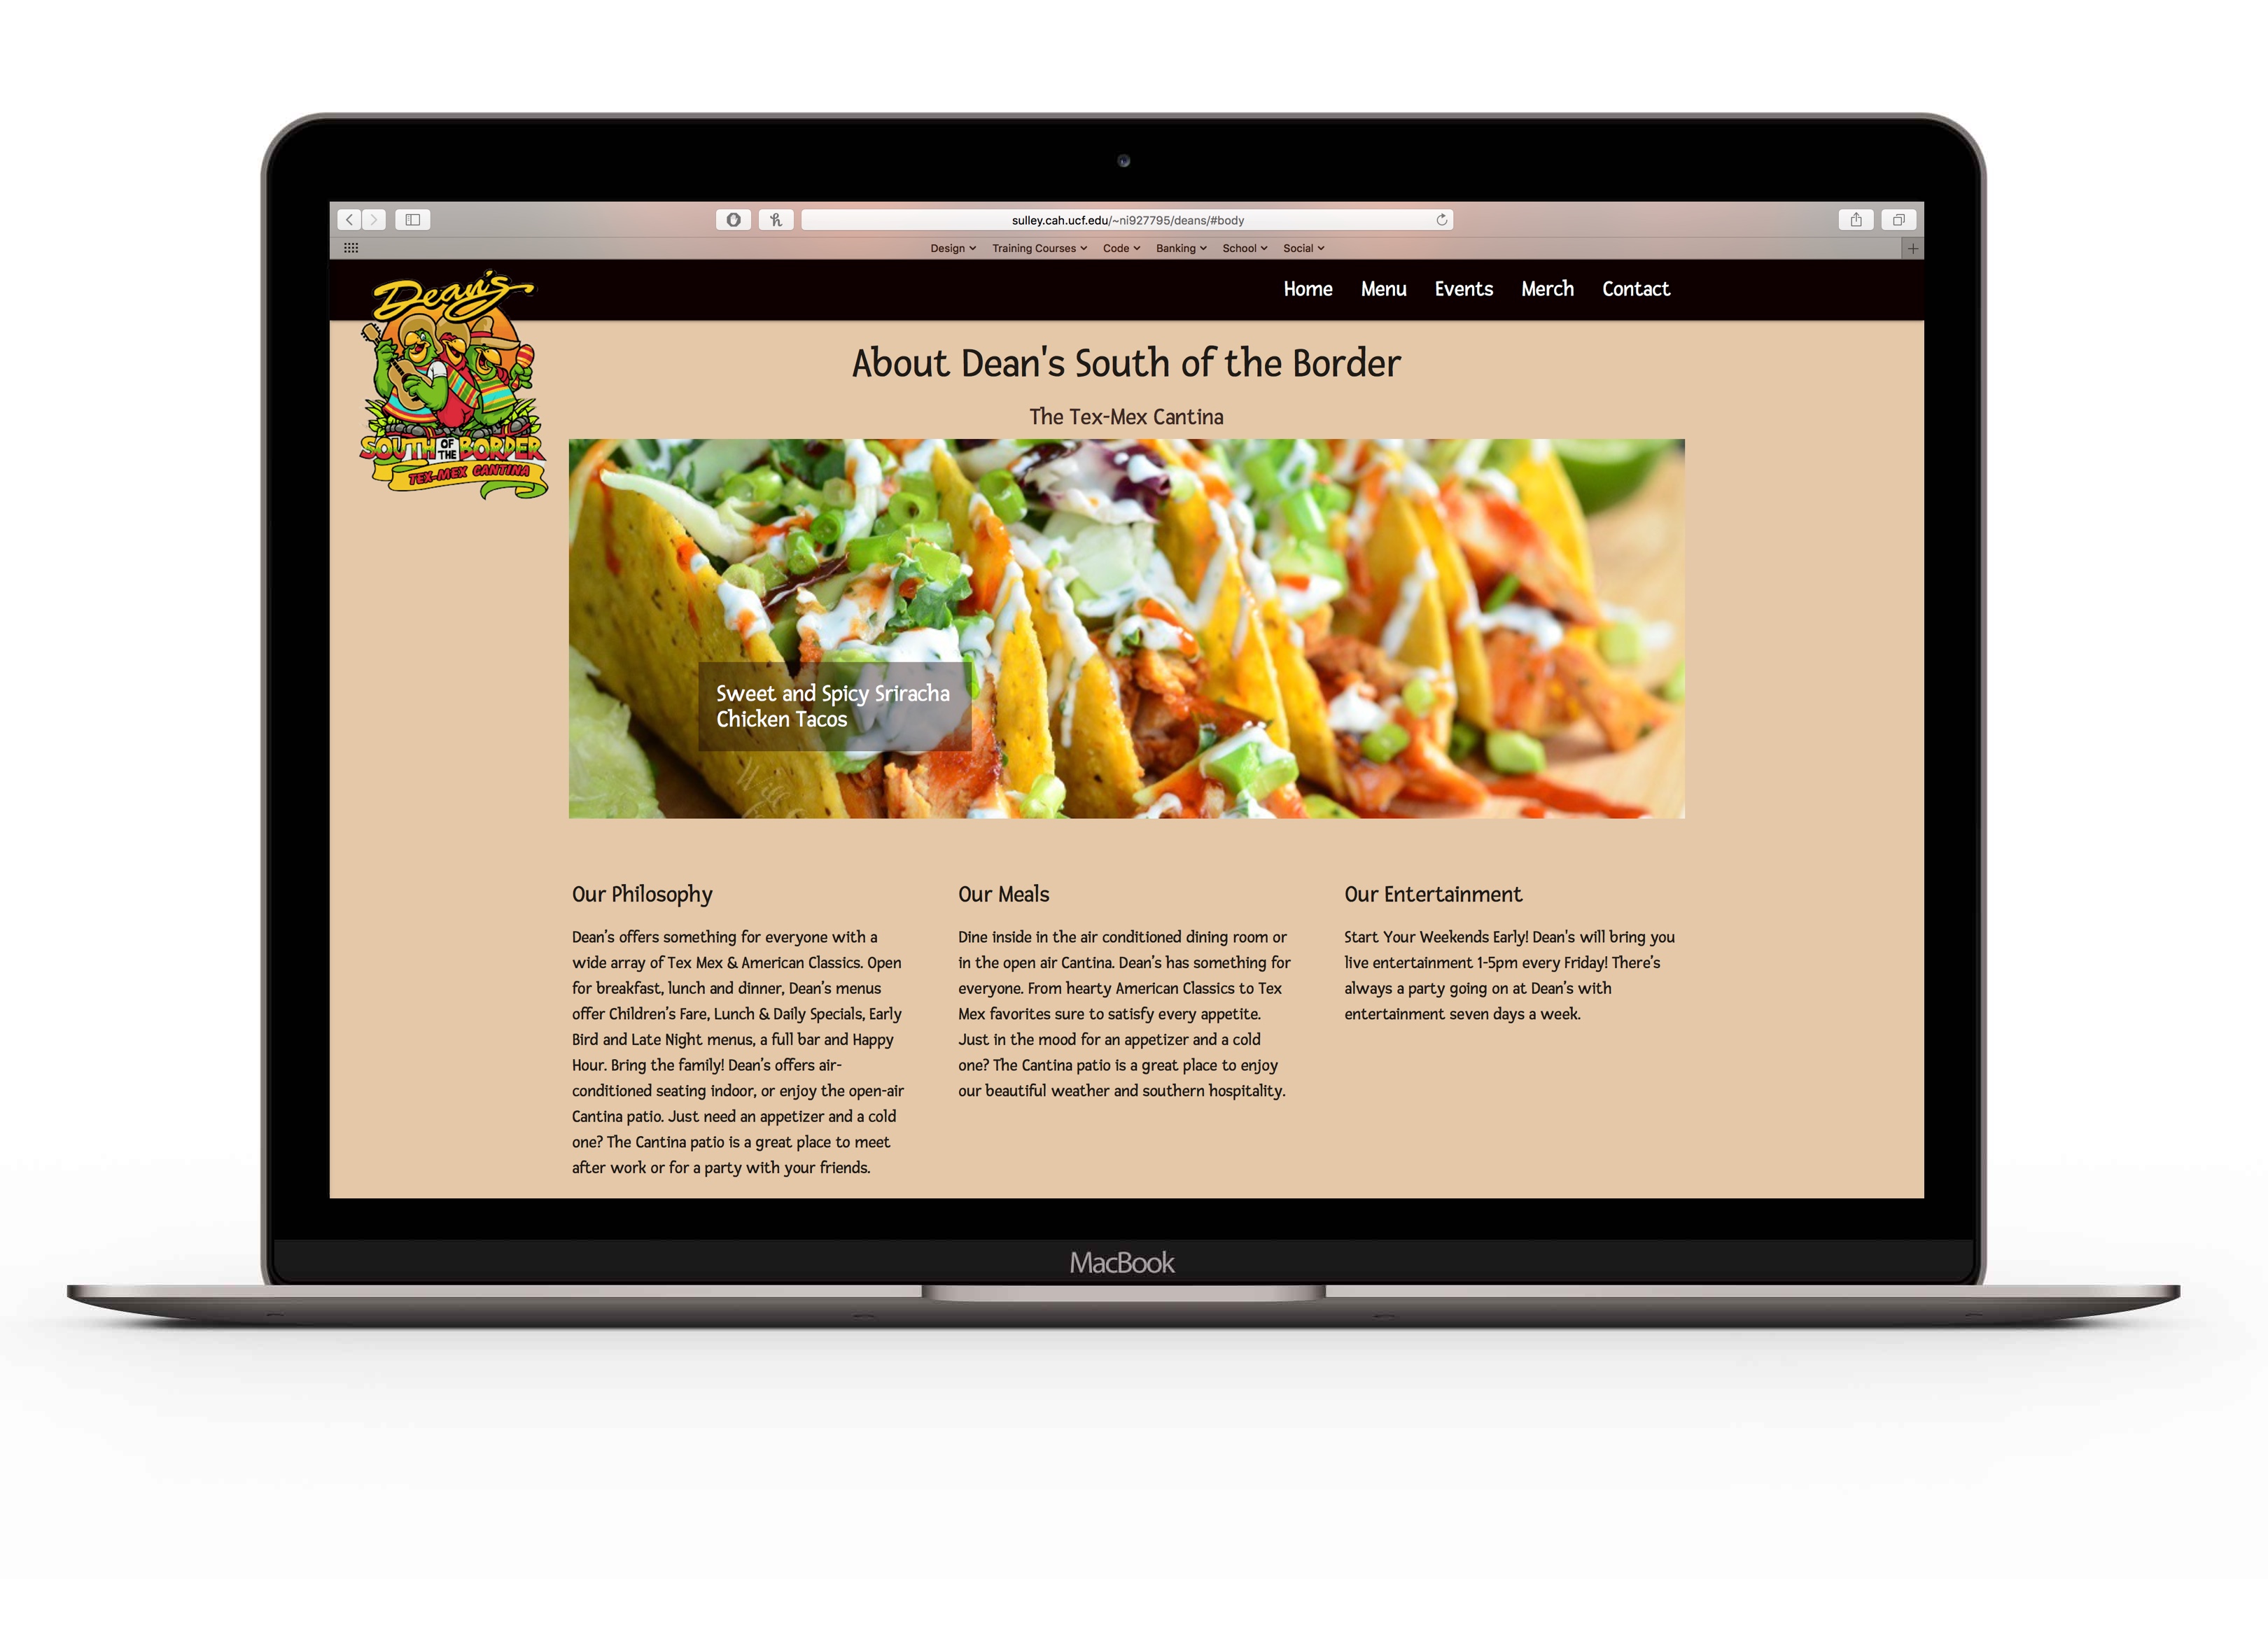 sulley.cah.ucf.edu/~ni927795/deans/#body
Design Training Courses Code Banking School Social
Dean's
SOUTH OF THE BORDER
TEX-MEX CANTINA
Home Menu Events Merch Contact
About Dean's South of the Border
The Tex-Mex Cantina
Sweet and Spicy Sriracha
Chicken Tacos
Will
Our Philosophy
Dean's offers something for everyone with a
wide array of Tex Mex & American Classics. Open
for breakfast, lunch and dinner, Dean's menus
offer Children's Fare, Lunch & Daily Specials, Early
Bird and Late Night menus, a full bar and Happy
Hour. Bring the family! Dean's offers air-
conditioned seating indoor, or enjoy the open-air
Cantina patio. Just need an appetizer and a cold
one? The Cantina patio is a great place to meet
after work or for a party with your friends.
Our Meals
Dine inside in the air conditioned dining room or
in the open air Cantina. Dean's has something for
everyone. From hearty American Classics to Tex
Mex favorites sure to satisfy every appetite.
Just in the mood for an appetizer and a cold
one? The Cantina patio is a great place to enjoy
our beautiful weather and southern hospitality.
Our Entertainment
Start Your Weekends Early! Dean's will bring you
live entertainment 1-5pm every Friday! There's
always a party going on at Dean's with
entertainment seven days a week.
MacBook